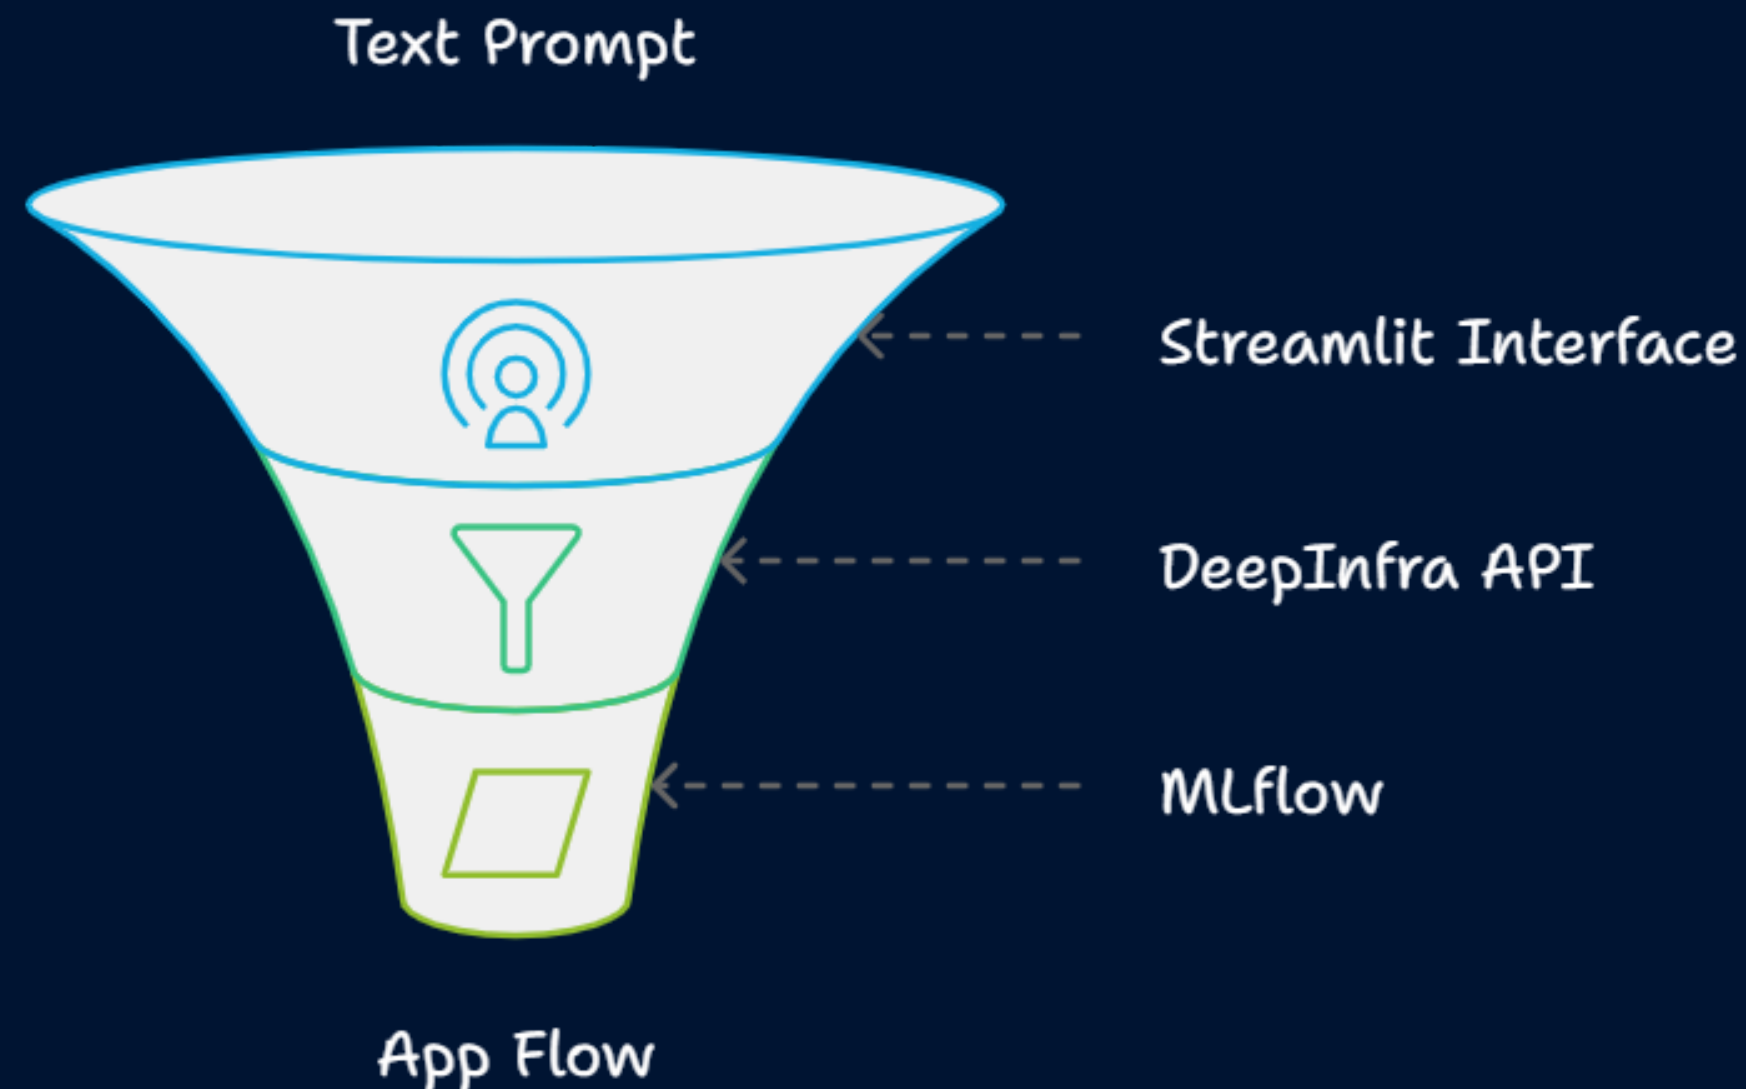 Text Prompt
Streamlit Interface
DeepInfra API
MLflow
App Flow